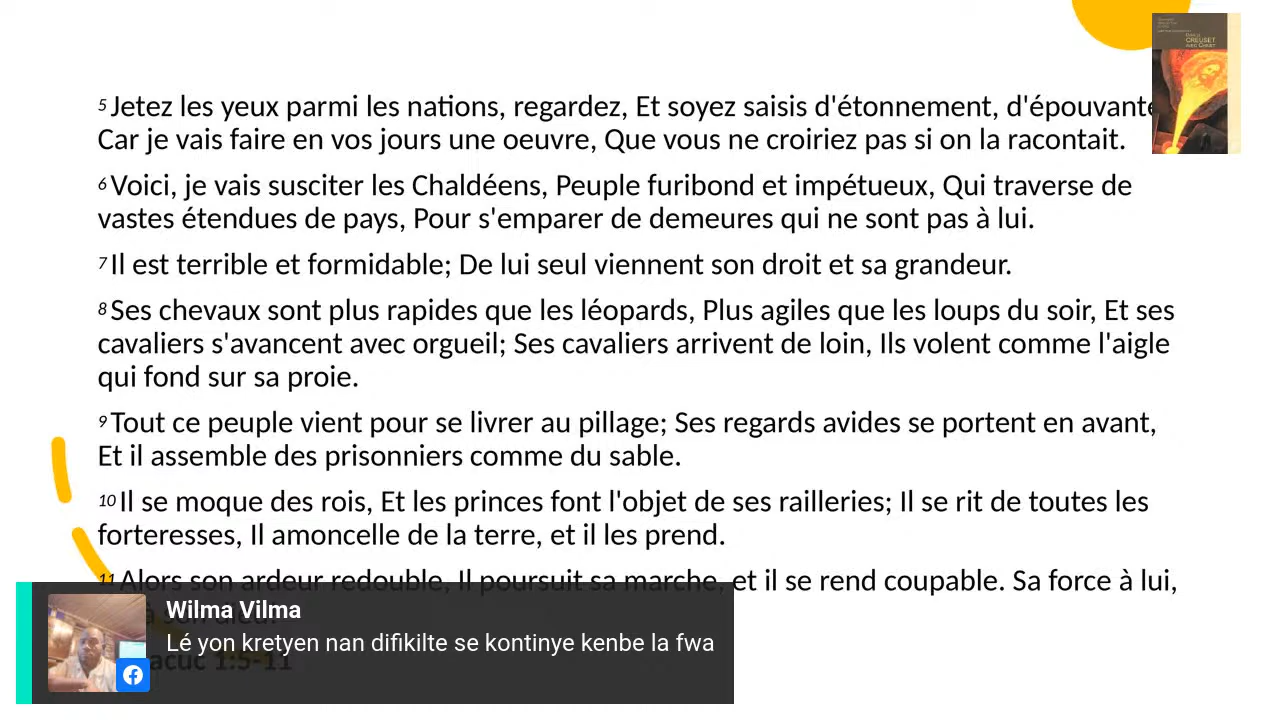 5 Jetez les yeux parmi les nations, regardez, Et soyez saisis d'étonnement, d'épouvante
Car je vais faire en vos jours une oeuvre, Que vous ne croiriez pas si on la racontait.
6 Voici, je vais susciter les Chaldéens, Peuple furibond et impétueux, Qui traverse de
vastes étendues de pays, Pour s'emparer de demeures qui ne sont pas à lui.
7 Il est terrible et formidable; De lui seul viennent son droit et sa grandeur.
8 Ses chevaux sont plus rapides que les léopards, Plus agiles que les loups du soir, Et ses
cavaliers s'avancent avec orgueil; Ses cavaliers arrivent de loin, Ils volent comme l'aigle
qui fond sur sa proie.
9 Tout ce peuple vient pour se livrer au pillage; Ses regards avides se portent en avant,
Et il assemble des prisonniers comme du sable.
10 Il se moque des rois, Et les princes font l'objet de ses railleries; Il se rit de toutes les
forteresses, Il amoncelle de la terre, et il les prend.
11 Alors son ardeur redouble, Il poursuit sa marche, et il se rend coupable. Sa force à lui,
à son dieu!
acuc 1:5-11
Wilma Vilma
Lé yon kretyen nan difikilte se kontinye kenbe la fwa
CREUSET
AVEC CHRIST